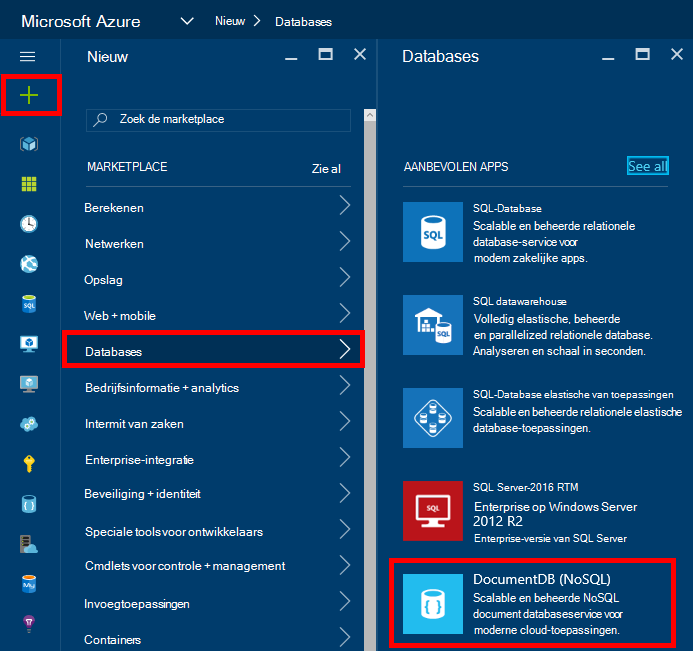 Microsoft Azure
Nieuw
Databases
Nieuw
Zoek de marketplace
MARKETPLACE
Zie al
Berekenen
Netwerken
Opslag
Web + mobile
Databases
Bedrijfsinformatie + analytics
Intermit van zaken
Enterprise-integratie
Beveiliging + identiteit
Speciale tools voor ontwikkelaars
Cmdlets voor controle + management
Invoegtoepassingen
Containers
Databases
AANBEVOLEN APPS
See all
SQL
SQL-Database
Scalable en beheerde relationele
database-service voor
modem zakelijke apps.
SQL
SQL datawarehouse
Volledig elastische, beheerde
en parallelized relationele database.
Analyseren en schaal in seconden.
SQL-Database elastische van toepassingen
Scalable en beheerde relationele elastische
database-toepassingen.
SQL
SQL Server-2016 RTM
Enterprise op Windows Server
2012 R2
Enterprise-versie van SQL Server
DocumentDB (NoSQL)
Scalable en beheerde NoSQL
document databaseservice voor
moderne cloud-toepassingen.
SQL
My